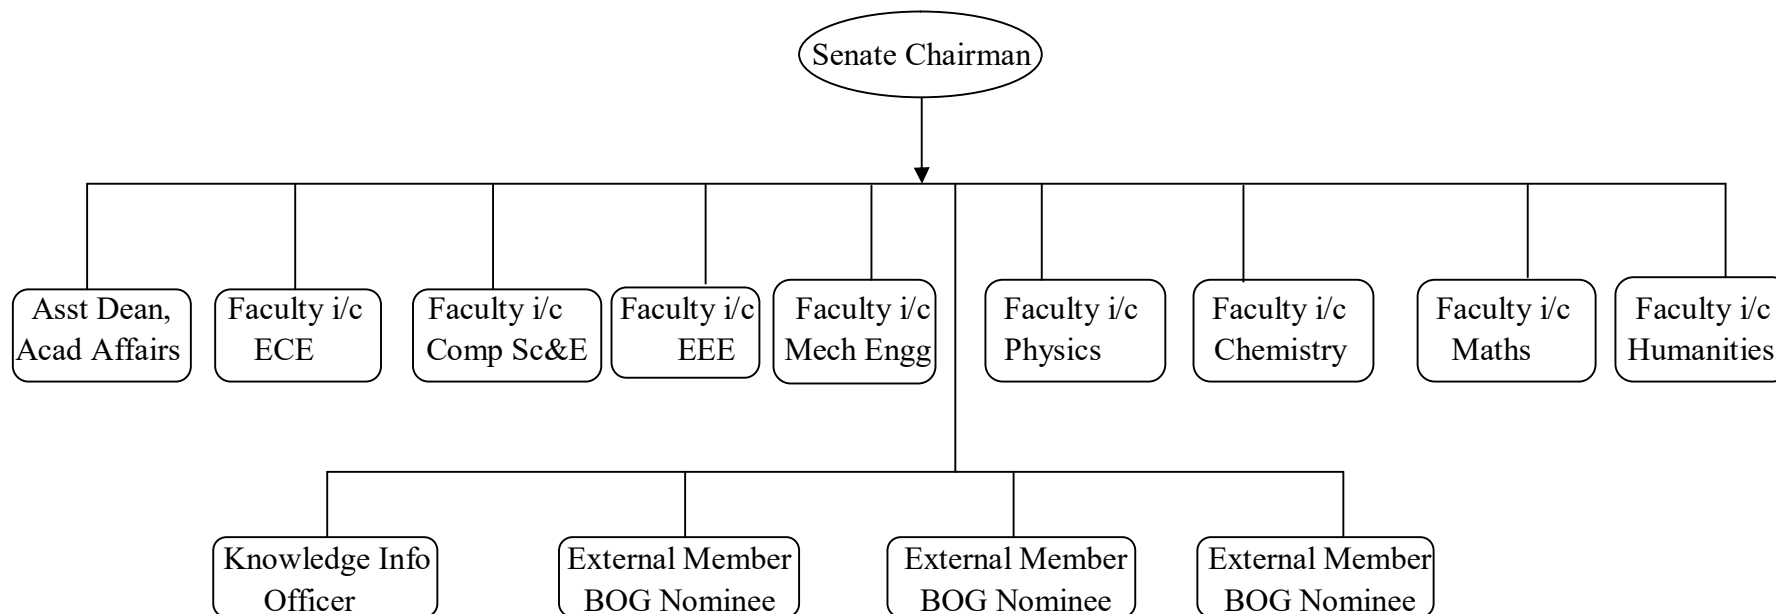 Senate Chairman
Asst Dean,
Acad Affairs
Faculty i/c
ECE
Faculty i/c
Comp Sc&E
Faculty i/c
EEE
Faculty i/c
Mech Engg
Faculty i/c
Physics
Faculty i/c
Chemistry
Faculty i/c
Maths
Faculty i/c
Humanities
Knowledge Info
Officer
External Member
BOG Nominee
External Member
BOG Nominee
External Member
BOG Nominee